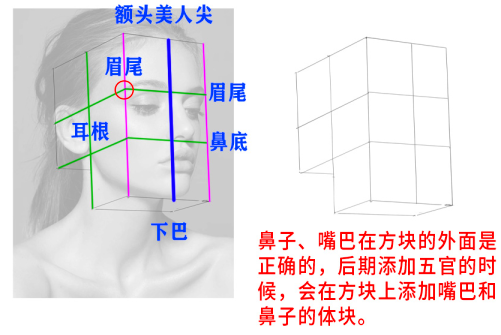 额头美人尖
眉尾
眉尾
耳根
鼻底
下巴
鼻子、嘴巴在方块的外面是
正确的，后期添加五官的时
候，会在方块上添加嘴巴和
鼻子的体块。